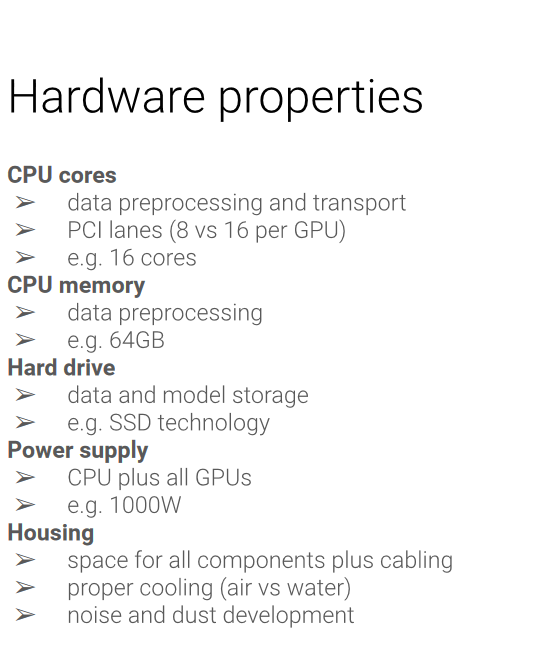 Hardware properties
CPU cores
➢ data preprocessing and transport
➢ PCI lanes (8 vs 16 per GPU)
➢ e.g. 16 cores
CPU memory
➢ data preprocessing
➢ e.g. 64GB
Hard drive
➢ data and model storage
➢ e.g. SSD technology
Power supply
➢ CPU plus all GPUs
➢ e.g. 1000W
Housing
➢ space for all components plus cabling
➢ proper cooling (air vs water)
➢ noise and dust development